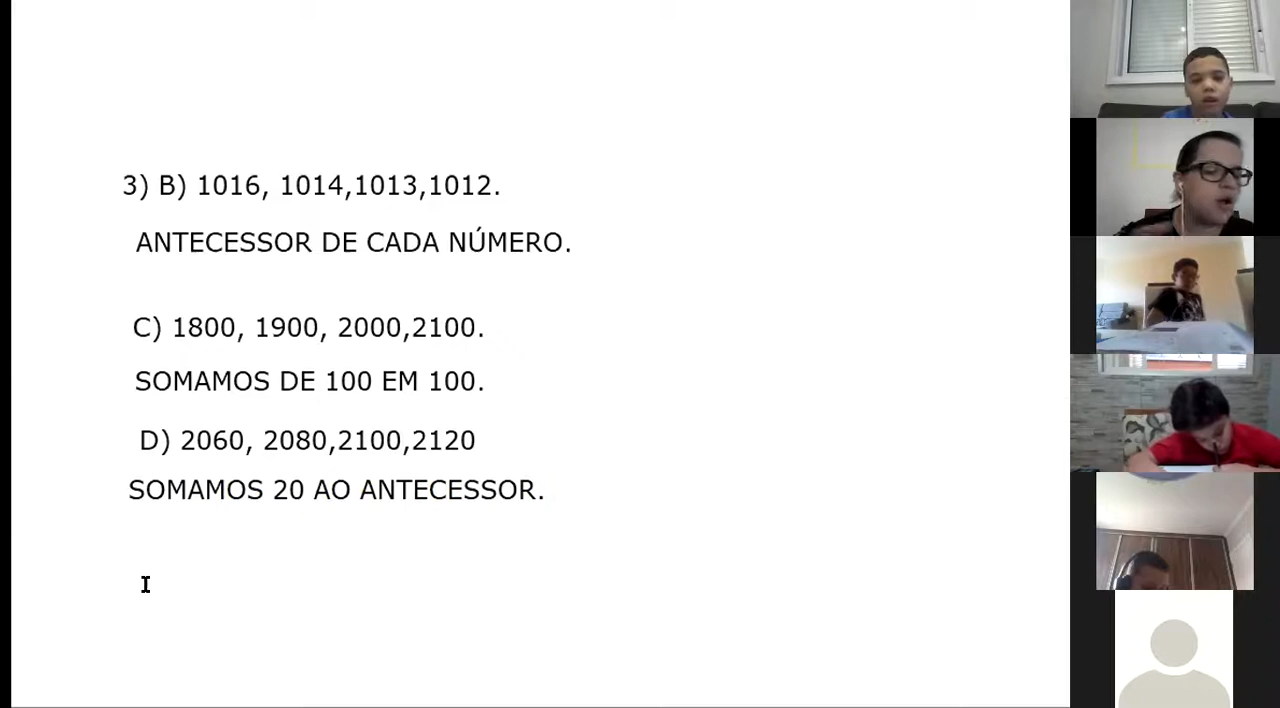 3) B) 1016, 1014,1013,1012.
ANTECESSOR DE CADA NÚMERO.
C) 1800, 1900, 2000,2100.
SOMAMOS DE 100 EM 100.
D) 2060, 2080,2100,2120
SOMAMOS 20 AO ANTECESSOR.